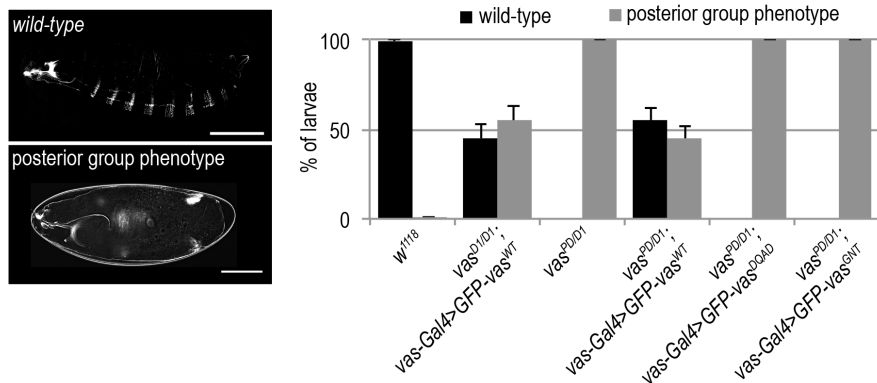 wild-type
posterior group phenotype
wild-type
posterior group phenotype
% of larvae
100
50
0
w1118
vasD1/D1;
vas-Gal4>GFP-vasWT
vasPD/D1
vasPD/D1;
vas-Gal4>GFP-vasWT
vasPD/D1;
vas-Gal4>GFP-vasDQAD
vasPD/D1;
vas-Gal4>GFP-vasGNT